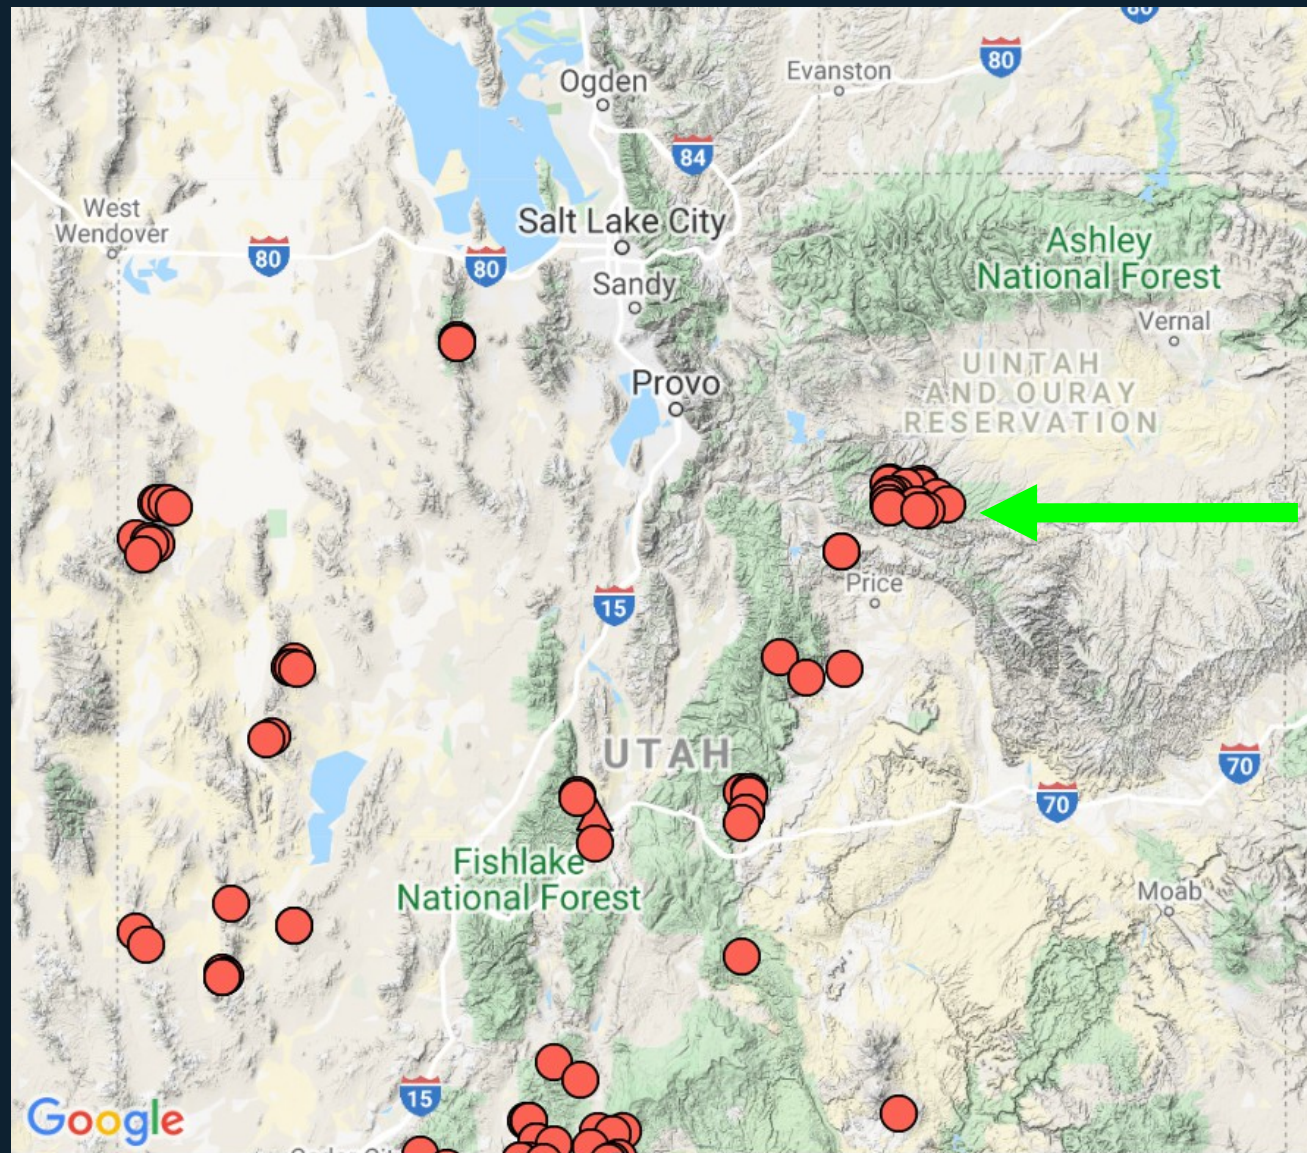 80
Ogden
Evanston
80
84
West
Wendover
Salt Lake City
80
80
Sandy
Ashley
National Forest
Vernal
UINTAH
AND OURAY
RESERVATION
Provo
Price
15
UTAH
70
70
Fishlake
National Forest
Moab
15
Google